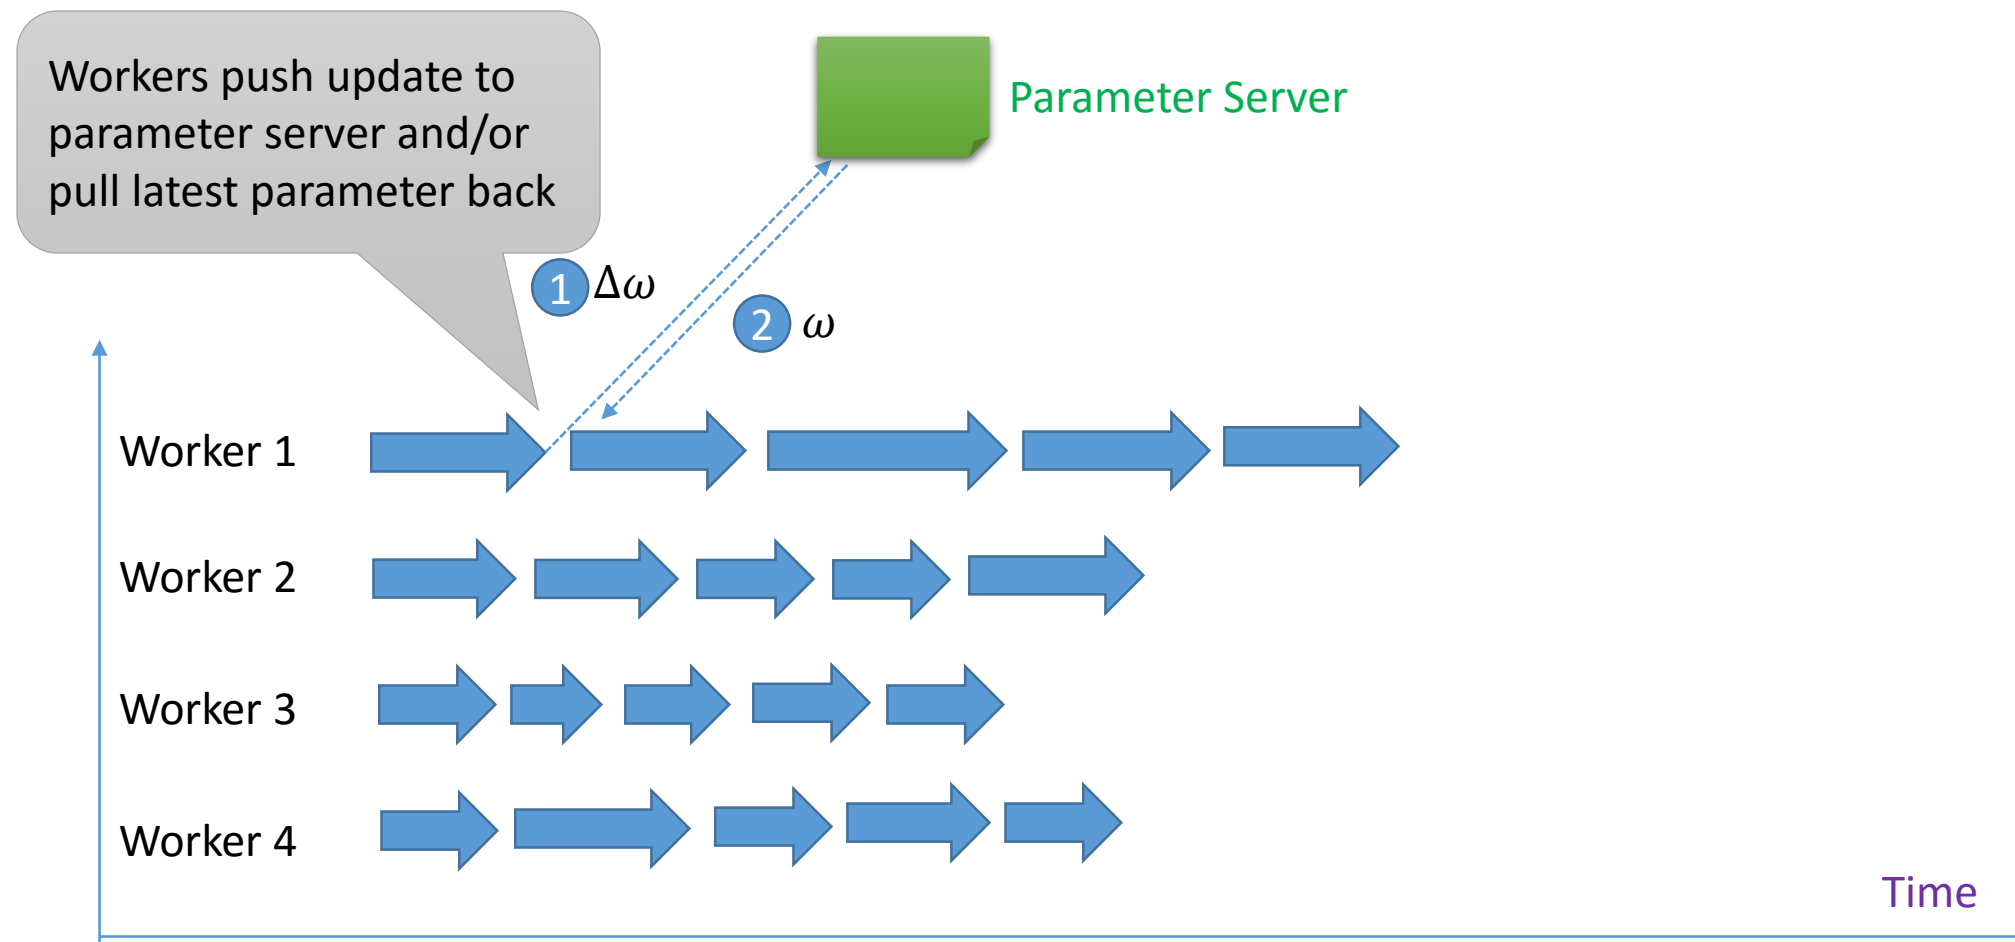 Workers push update to
parameter server and/or
pull latest parameter back
Parameter Server
1 Δω
2 ω
Worker 1
Worker 2
Worker 3
Worker 4
Time